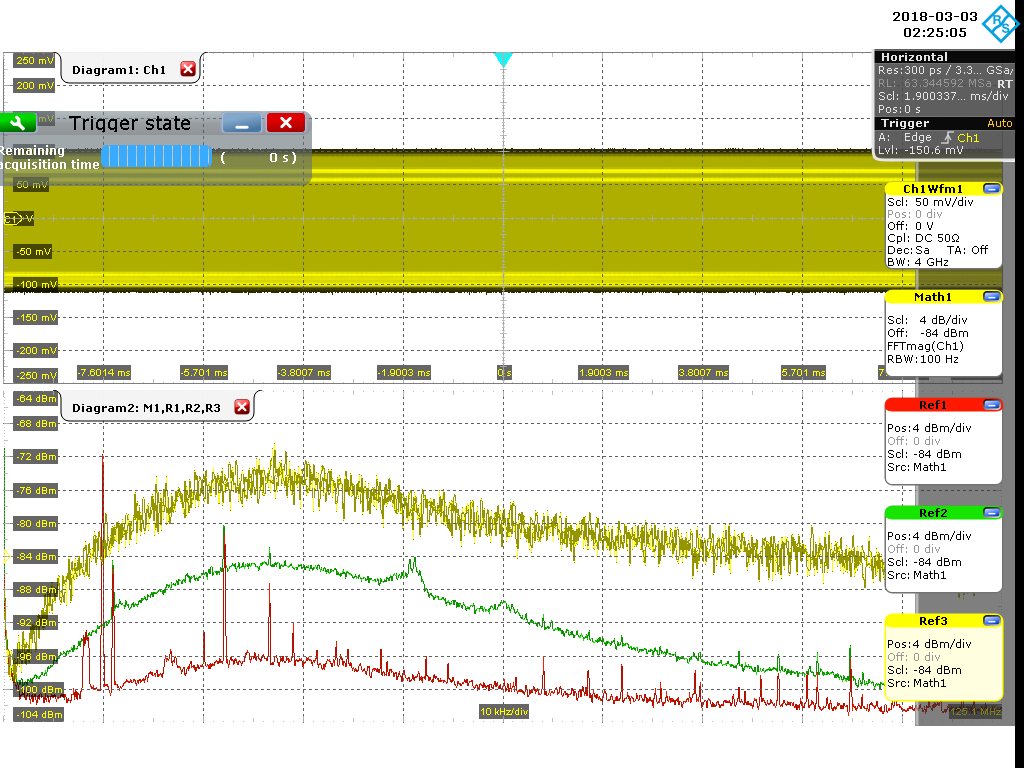 2018-03-03
02:25:05
250 mV
Diagram1: Ch1
200 mV
Horizontal
Res:300 ps / 3.3... GSa/
RL: 63.344592 MSa RT
Scl: 1.900337... ms/div
Pos:0 s
Trigger Auto
A: Edge Ch1
Lvl: -150.6 mV
mV
Trigger state
Remaining
acquisition time
( 0 s )
50 mV
C1 V
-50 mV
-100 mV
-150 mV
-200 mV
-250 mV
-7.6014 ms -5.701 ms -3.8007 ms -1.9003 ms 0 s 1.9003 ms 3.8007 ms 5.701 ms 7.
Ch1Wfm1
Scl: 50 mV/div
Pos: 0 div
Off: 0 V
Cpl: DC 50Ω
Dec:Sa TA: Off
BW: 4 GHz
Math1
Scl: 4 dB/div
Off: -84 dBm
FFTmag(Ch1)
RBW:100 Hz
-64 dBm
Diagram2: M1,R1,R2,R3
-68 dBm
-72 dBm
-76 dBm
-80 dBm
-84 dBm
-88 dBm
-92 dBm
-96 dBm
-100 dBm
-104 dBm
10 kHz/div
125.1 MHz
Ref1
Pos:4 dBm/div
Off: 0 div
Scl: -84 dBm
Src: Math1
Ref2
Pos:4 dBm/div
Off: 0 div
Scl: -84 dBm
Src: Math1
Ref3
Pos:4 dBm/div
Off: 0 div
Scl: -84 dBm
Src: Math1